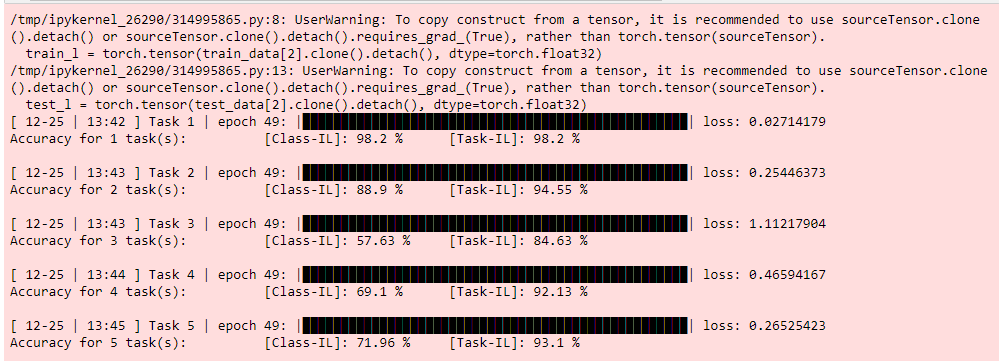 /tmp/ipykernel_26290/314995865.py:8: UserWarning: To copy construct from a tensor, it is recommended to use sourceTensor.clone
().detach() or sourceTensor.clone().detach().requires_grad_(True), rather than torch.tensor(sourceTensor).
  train_l = torch.tensor(train_data[2].clone().detach(), dtype=torch.float32)
/tmp/ipykernel_26290/314995865.py:13: UserWarning: To copy construct from a tensor, it is recommended to use sourceTensor.clone
().detach() or sourceTensor.clone().detach().requires_grad_(True), rather than torch.tensor(sourceTensor).
  test_l = torch.tensor(test_data[2].clone().detach(), dtype=torch.float32)
[ 12-25 | 13:42 ] Task 1 | epoch 49: || loss: 0.02714179
Accuracy for 1 task(s): [Class-IL]: 98.2 % [Task-IL]: 98.2 %
[ 12-25 | 13:43 ] Task 2 | epoch 49: || loss: 0.25446373
Accuracy for 2 task(s): [Class-IL]: 88.9 % [Task-IL]: 94.55 %
[ 12-25 | 13:43 ] Task 3 | epoch 49: || loss: 1.11217904
Accuracy for 3 task(s): [Class-IL]: 57.63 % [Task-IL]: 84.63 %
[ 12-25 | 13:44 ] Task 4 | epoch 49: || loss: 0.46594167
Accuracy for 4 task(s): [Class-IL]: 69.1 % [Task-IL]: 92.13 %
[ 12-25 | 13:45 ] Task 5 | epoch 49: || loss: 0.26525423
Accuracy for 5 task(s): [Class-IL]: 71.96 % [Task-IL]: 93.1 %